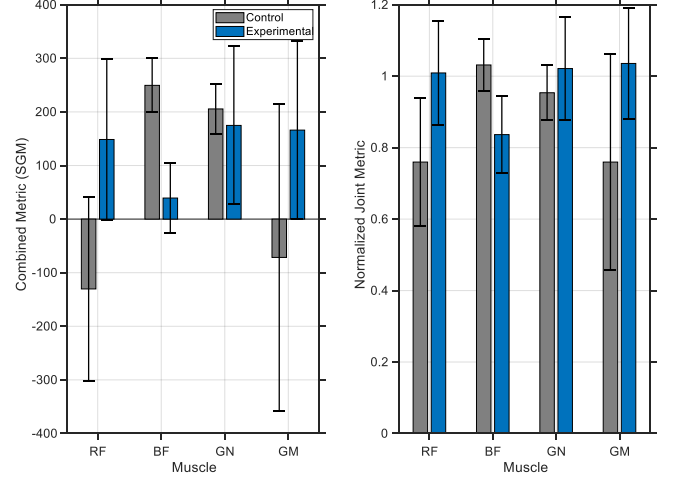 400
300
200
100
0
-100
-200
-300
-400
Combined Metric (SGM)
Control
Experimental
RF BF GN GM
Muscle
1.2
1
0.8
0.6
0.4
0.2
0
Normalized Joint Metric
RF BF GN GM
Muscle